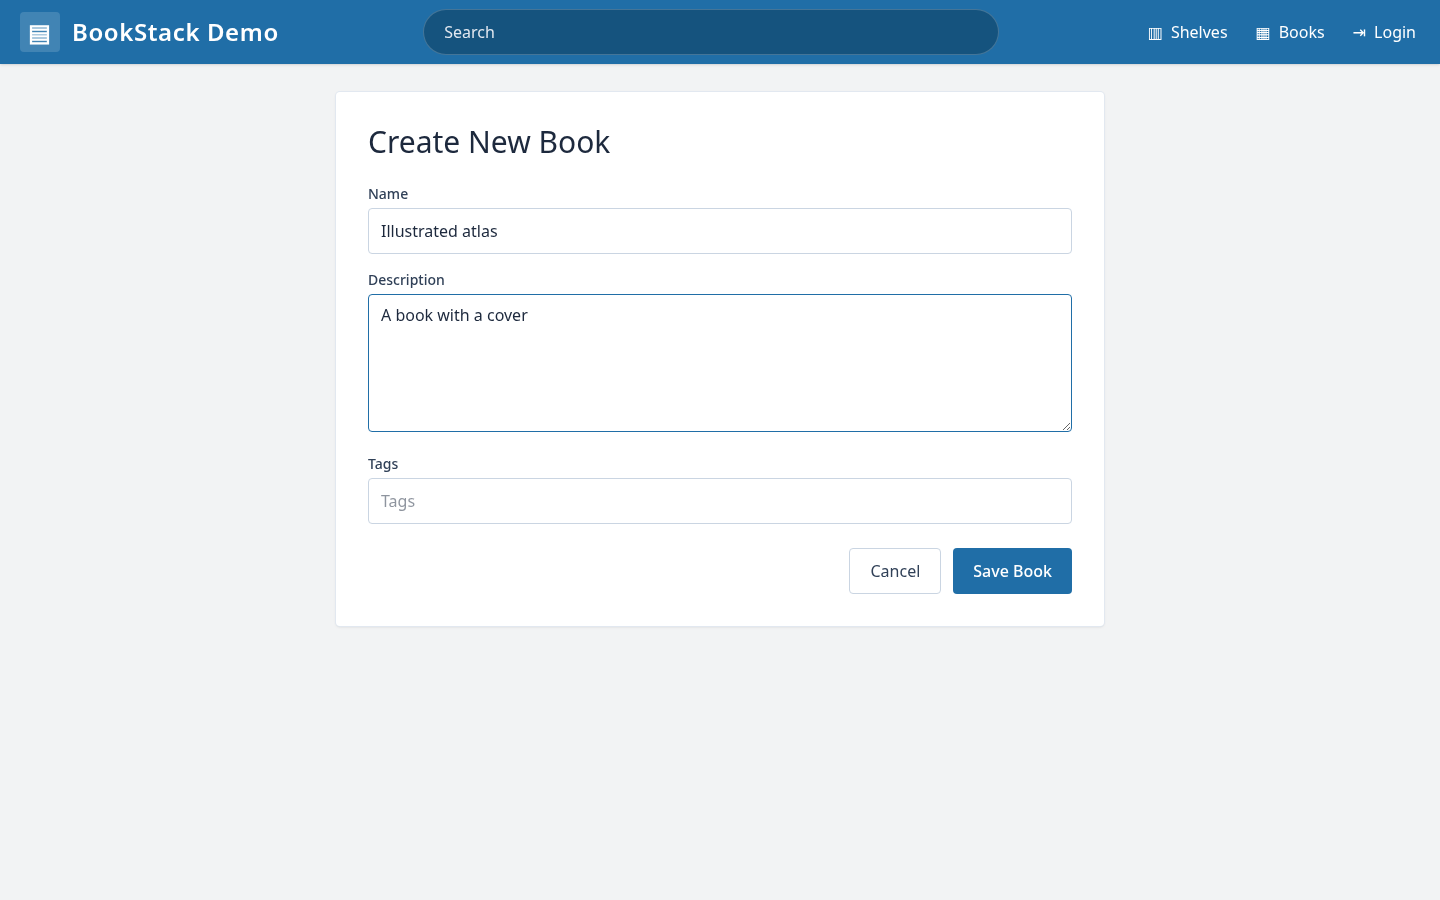 BookStack Demo
Search
Shelves
Books
Login
Create New Book
Name
Illustrated atlas
Description
A book with a cover
Tags
Tags
Cancel
Save Book